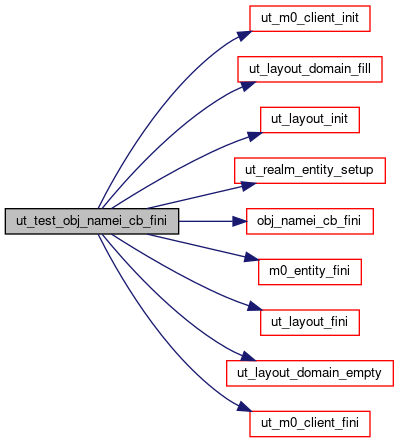 ut_m0_client_init
ut_layout_domain_fill
ut_layout_init
ut_realm_entity_setup
ut_test_obj_namei_cb_fini
obj_namei_cb_fini
m0_entity_fini
ut_layout_fini
ut_layout_domain_empty
ut_m0_client_fini